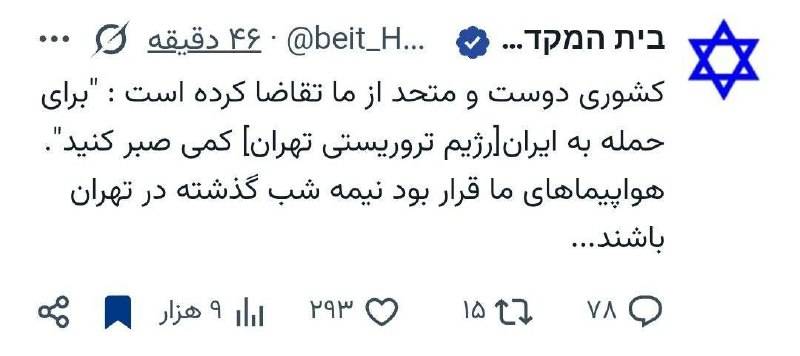 בית המקד... @beit_H... · ۴۶ دقیقه
کشوری دوست و متحد از ما تقاضا کرده است : "برای
حمله به ایران[رژیم تروریستی تهران] کمی صبر کنید".
هواپیماهای ما قرار بود نیمه شب گذشته در تهران
باشند...
۷۸ ۱۵ ۲۹۳ ۹ هزار